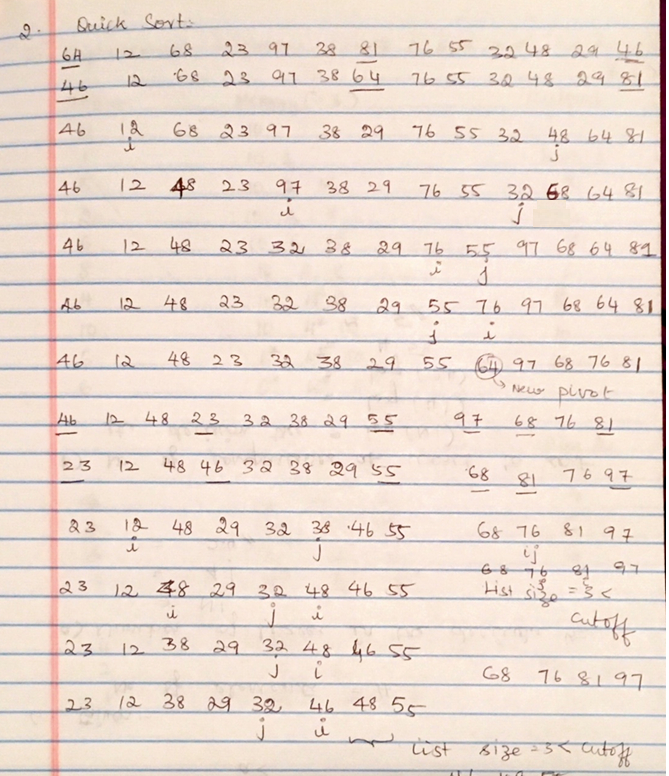 2. Quick Sort:
64 12 68 23 97 38 81 76 55 32 48 29 46
46 12 68 23 97 38 64 76 55 32 48 29 81
46 12 68 23 97 38 29 76 55 32 48 64 81
i j
46 12 48 23 97 38 29 76 55 32 68 64 81
i j
46 12 48 23 32 38 29 76 55 97 68 64 81
i j
46 12 48 23 32 38 29 55 76 97 68 64 81
j i
46 12 48 23 32 38 29 55 64 97 68 76 81
New pivot
46 12 48 23 32 38 29 55 97 68 76 81
23 12 48 46 32 38 29 55 68 81 76 97
23 12 48 29 32 38 46 55 68 76 81 97
i j ij
68 76 81 97
23 12 38 29 32 48 46 55 List size = 3 <
i j i cutoff
23 12 38 29 32 48 46 55
j i 68 76 81 97
23 12 38 29 32 46 48 55
j i
List size = 3 < cutoff